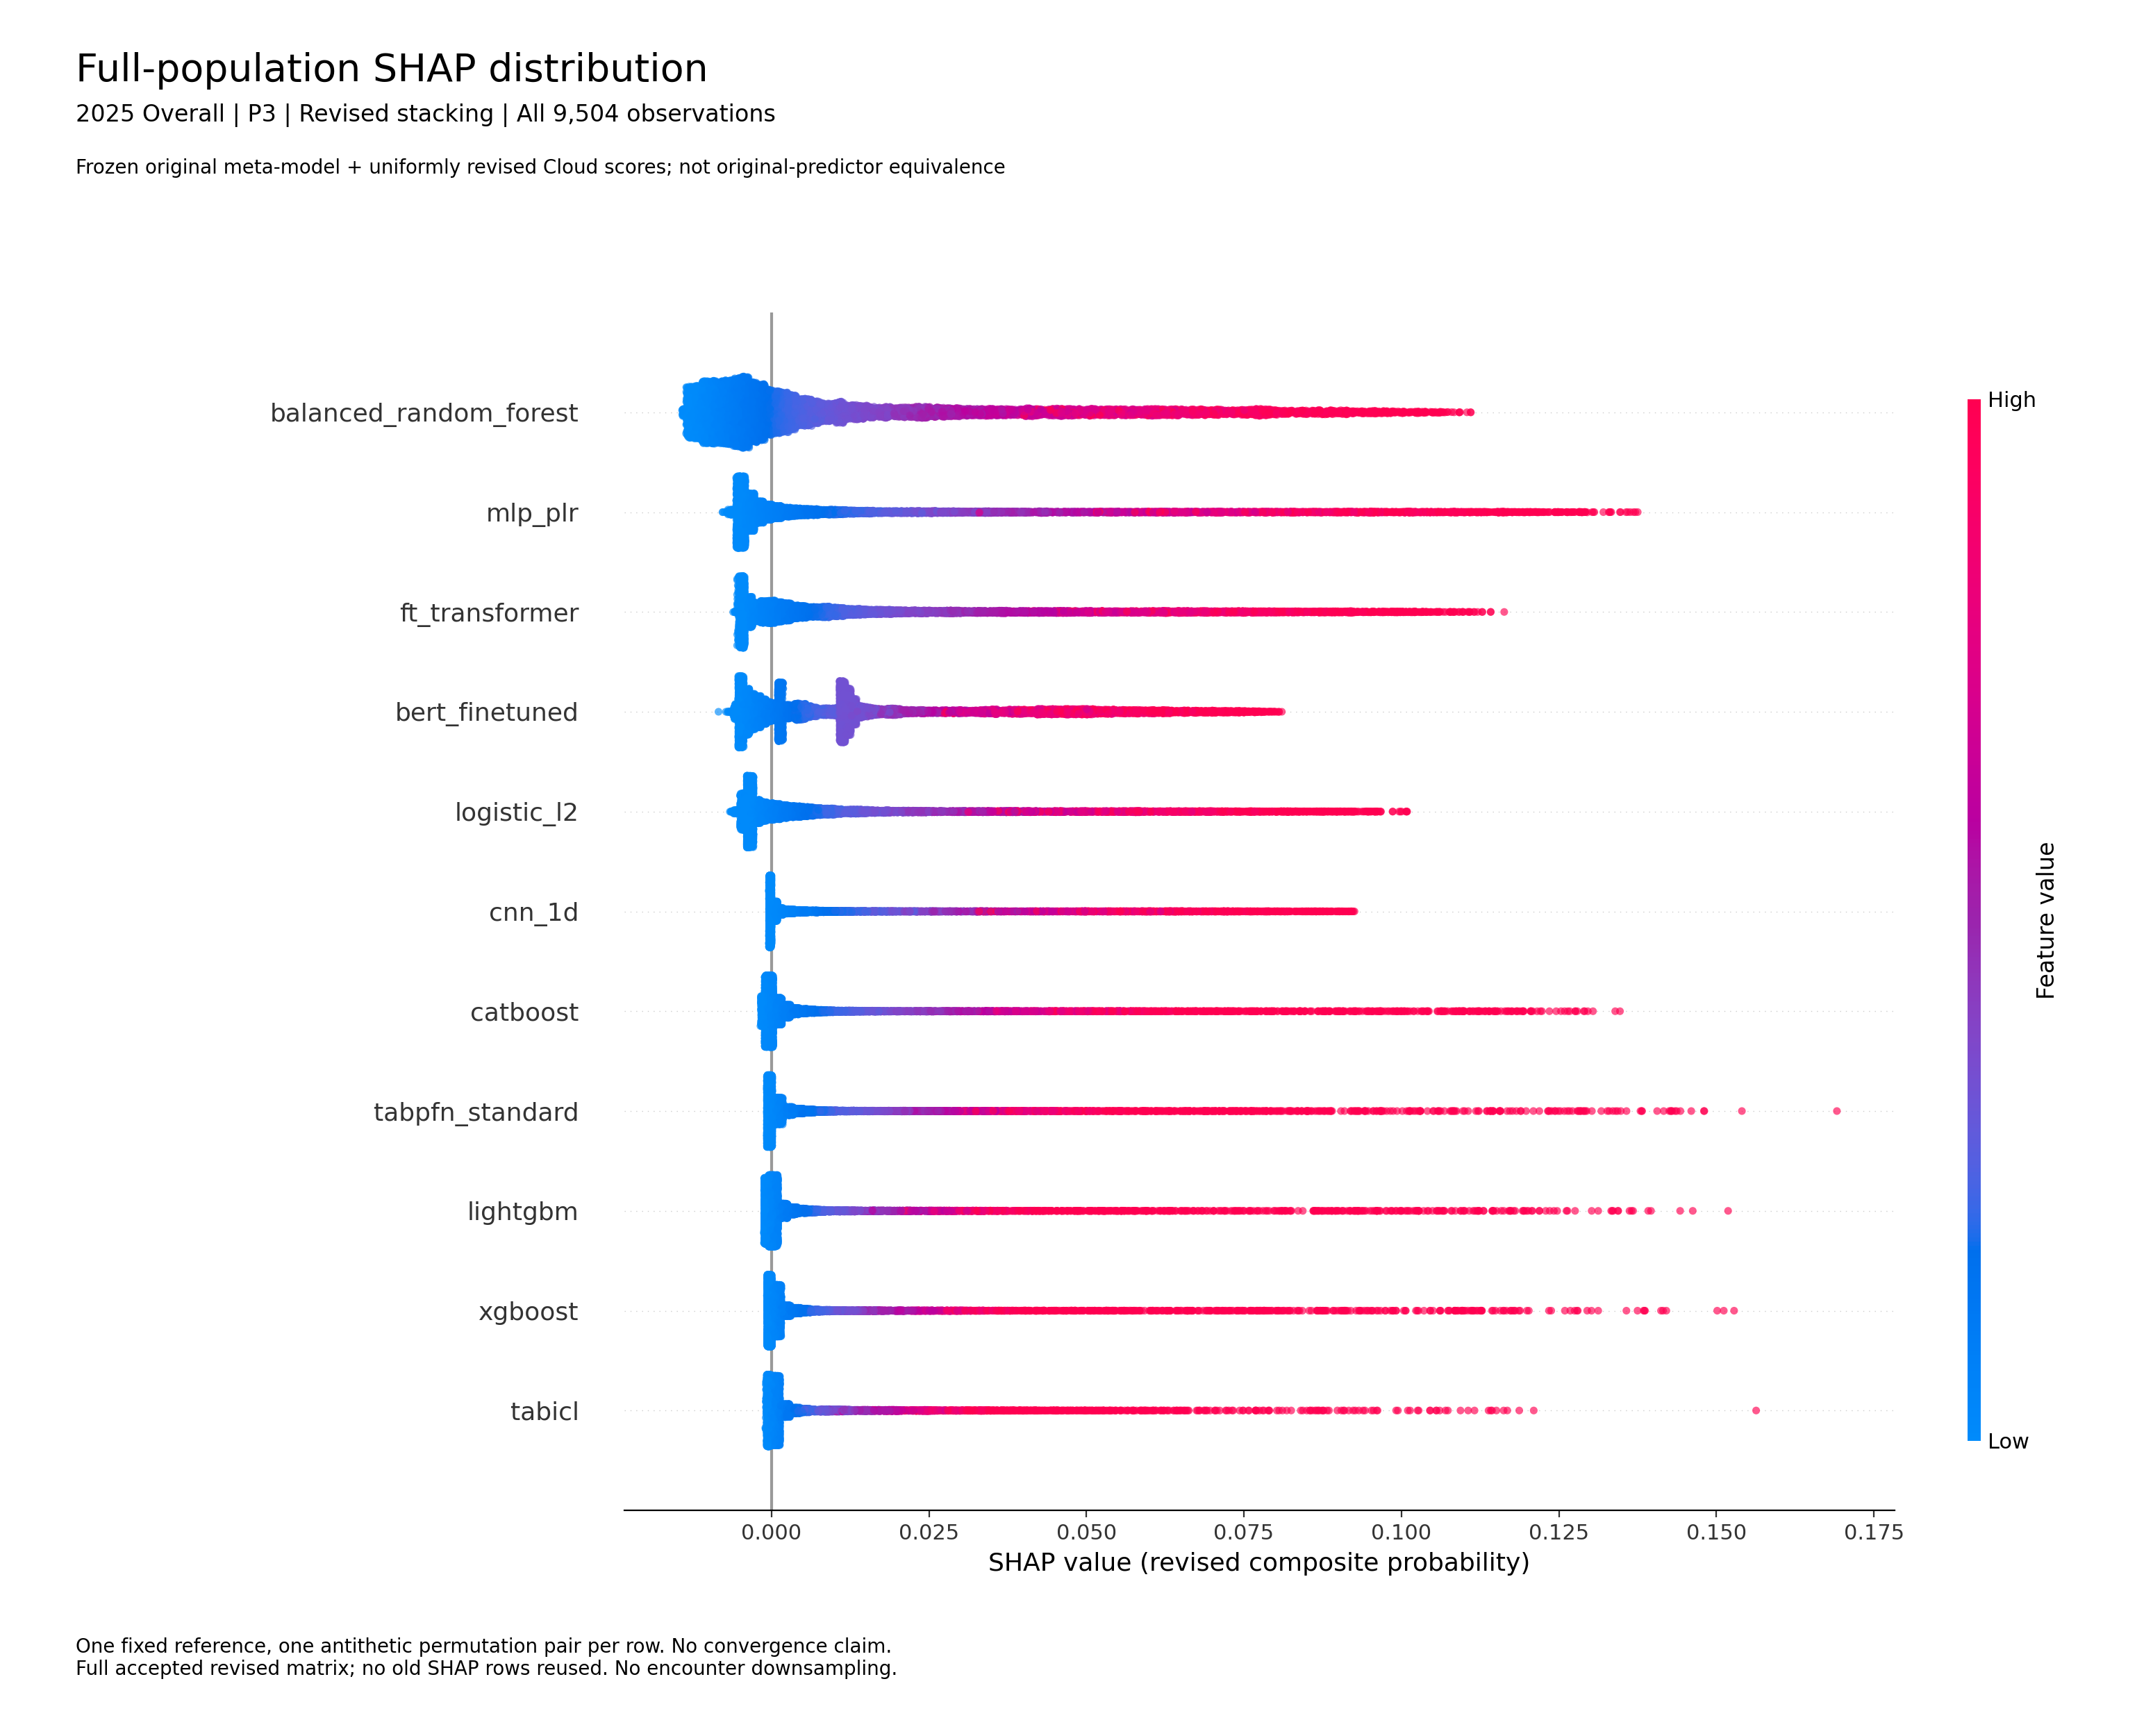 Full-population SHAP distribution
2025 Overall | P3 | Revised stacking | All 9,504 observations
Frozen original meta-model + uniformly revised Cloud scores; not original-predictor equivalence
balanced_random_forest
mlp_plr
ft_transformer
bert_finetuned
logistic_l2
cnn_1d
catboost
tabpfn_standard
lightgbm
xgboost
tabicl
High
Feature value
Low
0.000 0.025 0.050 0.075 0.100 0.125 0.150 0.175
SHAP value (revised composite probability)
One fixed reference, one antithetic permutation pair per row. No convergence claim.
Full accepted revised matrix; no old SHAP rows reused. No encounter downsampling.